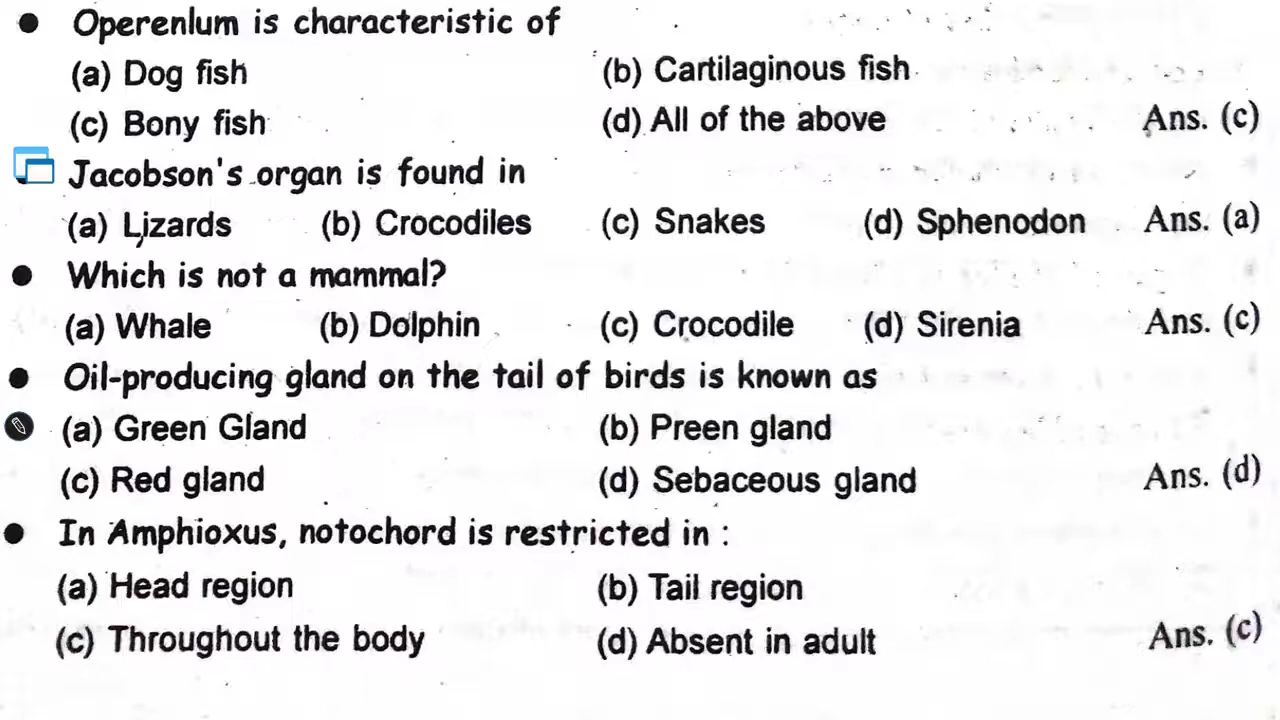 ● Operenlum is characteristic of
(a) Dog fish (b) Cartilaginous fish
(c) Bony fish (d) All of the above Ans. (c)
Jacobson's organ is found in
(a) Lizards (b) Crocodiles (c) Snakes (d) Sphenodon Ans. (a)
● Which is not a mammal?
(a) Whale (b) Dolphin (c) Crocodile (d) Sirenia Ans. (c)
● Oil-producing gland on the tail of birds is known as
(a) Green Gland (b) Preen gland
(c) Red gland (d) Sebaceous gland Ans. (d)
● In Amphioxus, notochord is restricted in :
(a) Head region (b) Tail region
(c) Throughout the body (d) Absent in adult Ans. (c)